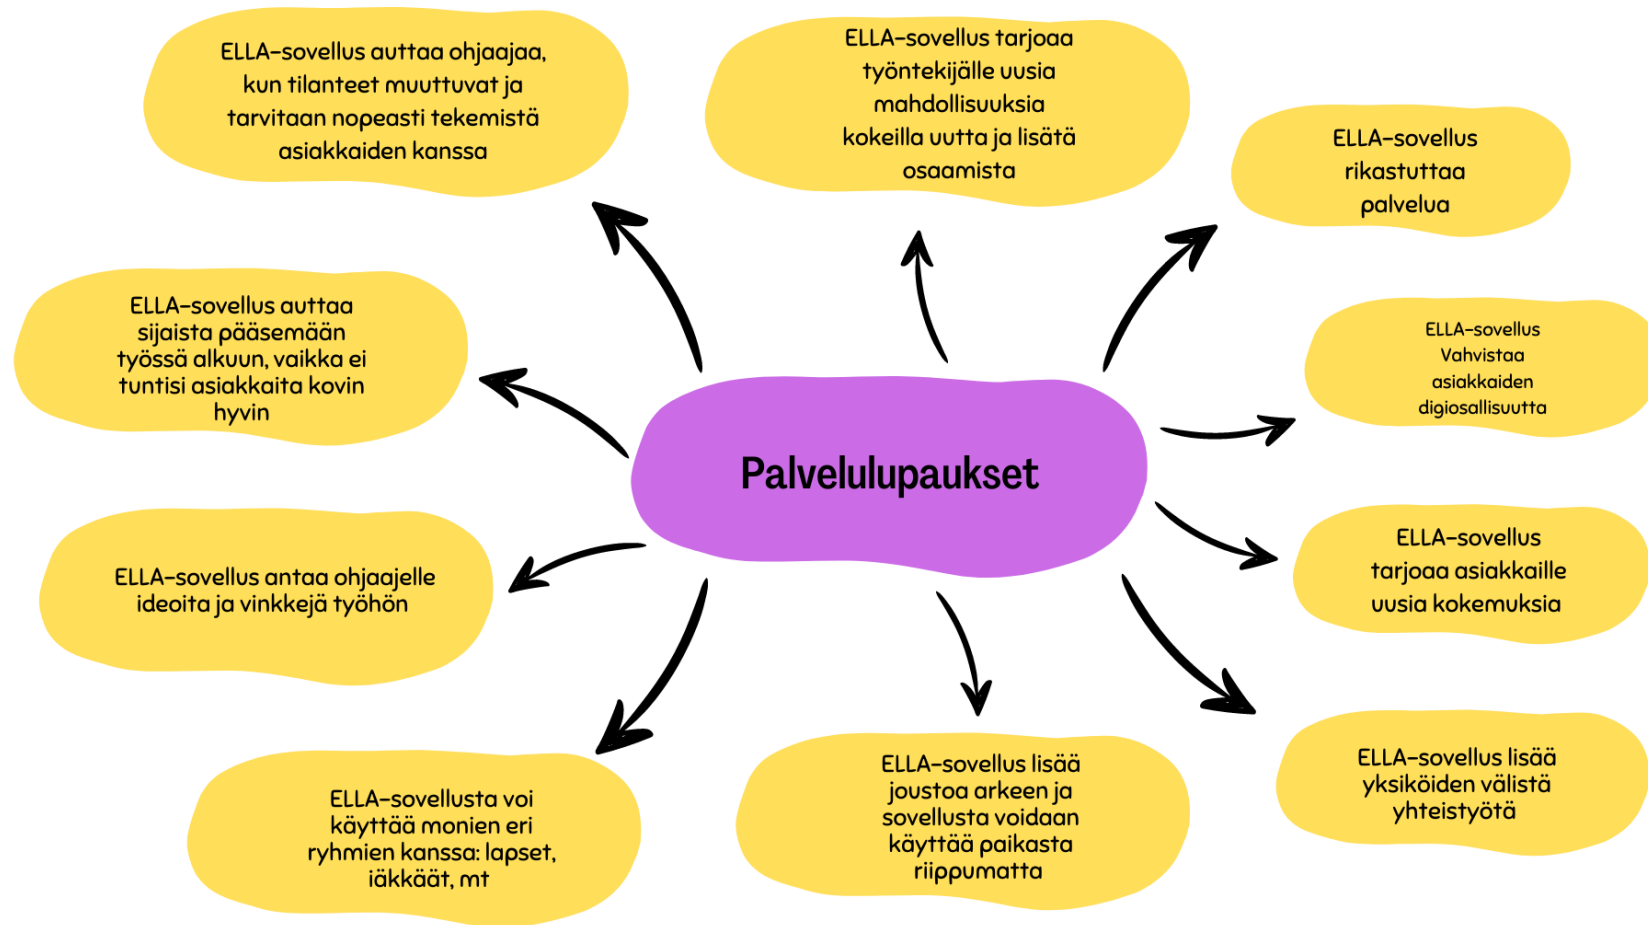 ELLA-sovellus auttaa ohjaajaa,
kun tilanteet muuttuvat ja
tarvitaan nopeasti tekemistä
asiakkaiden kanssa
ELLA-sovellus tarjoaa
työntekijälle uusia
mahdollisuuksia
kokeilla uutta ja lisätä
osaamista
ELLA-sovellus
rikastuttaa
palvelua
ELLA-sovellus auttaa
sijaista pääsemään
työssä alkuun, vaikka ei
tuntisi asiakkaita kovin
hyvin
ELLA-sovellus
Vahvistaa
asiakkaiden
digiosallisuutta
Palvelulupaukset
ELLA-sovellus antaa ohjaajelle
ideoita ja vinkkejä työhön
ELLA-sovellus
tarjoaa asiakkaille
uusia kokemuksia
ELLA-sovellusta voi
käyttää monien eri
ryhmien kanssa: lapset,
iäkkäät, mt
ELLA-sovellus lisää
joustoa arkeen ja
sovellusta voidaan
käyttää paikasta
riippumatta
ELLA-sovellus lisää
yksiköiden välistä
yhteistyötä